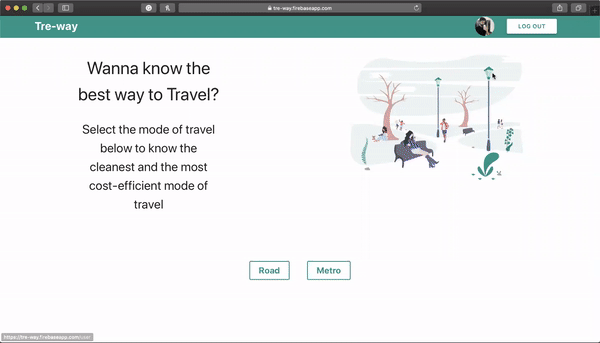 tre-way.firebaseapp.com
Tre-way
LOG OUT
Wanna know the
best way to Travel?
Select the mode of travel
below to know the
cleanest and the most
cost-efficient mode of
travel
Road
Metro
https://tre-way.firebaseapp.com/user